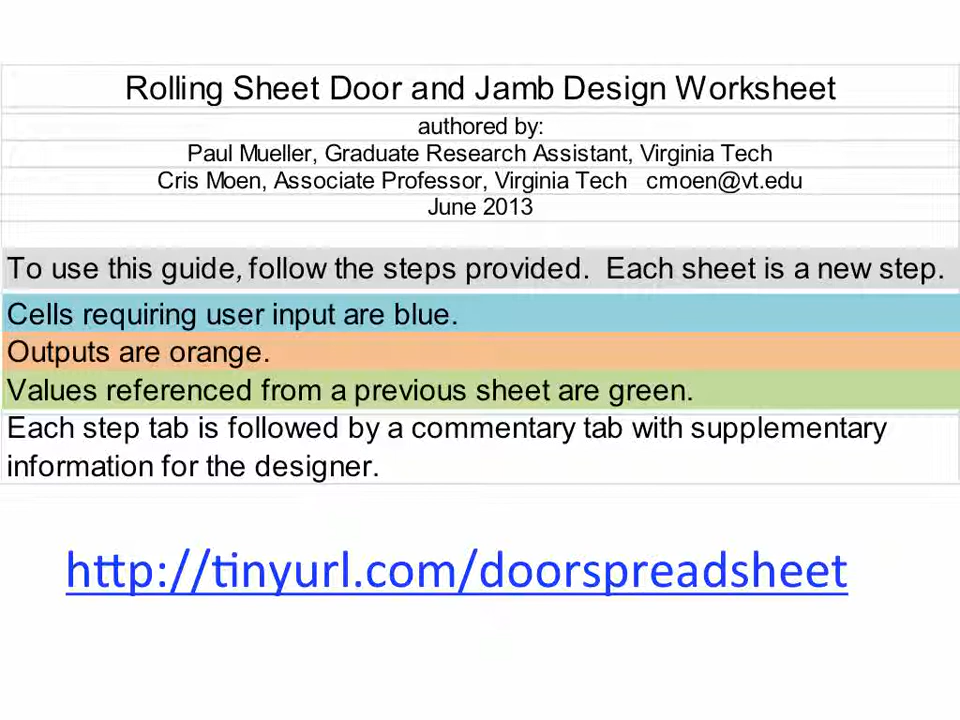 Rolling Sheet Door and Jamb Design Worksheet
authored by:
Paul Mueller, Graduate Research Assistant, Virginia Tech
Cris Moen, Associate Professor, Virginia Tech cmoen@vt.edu
June 2013
To use this guide, follow the steps provided. Each sheet is a new step.
Cells requiring user input are blue.
Outputs are orange.
Values referenced from a previous sheet are green.
Each step tab is followed by a commentary tab with supplementary
information for the designer.
http://tinyurl.com/doorspreadsheet